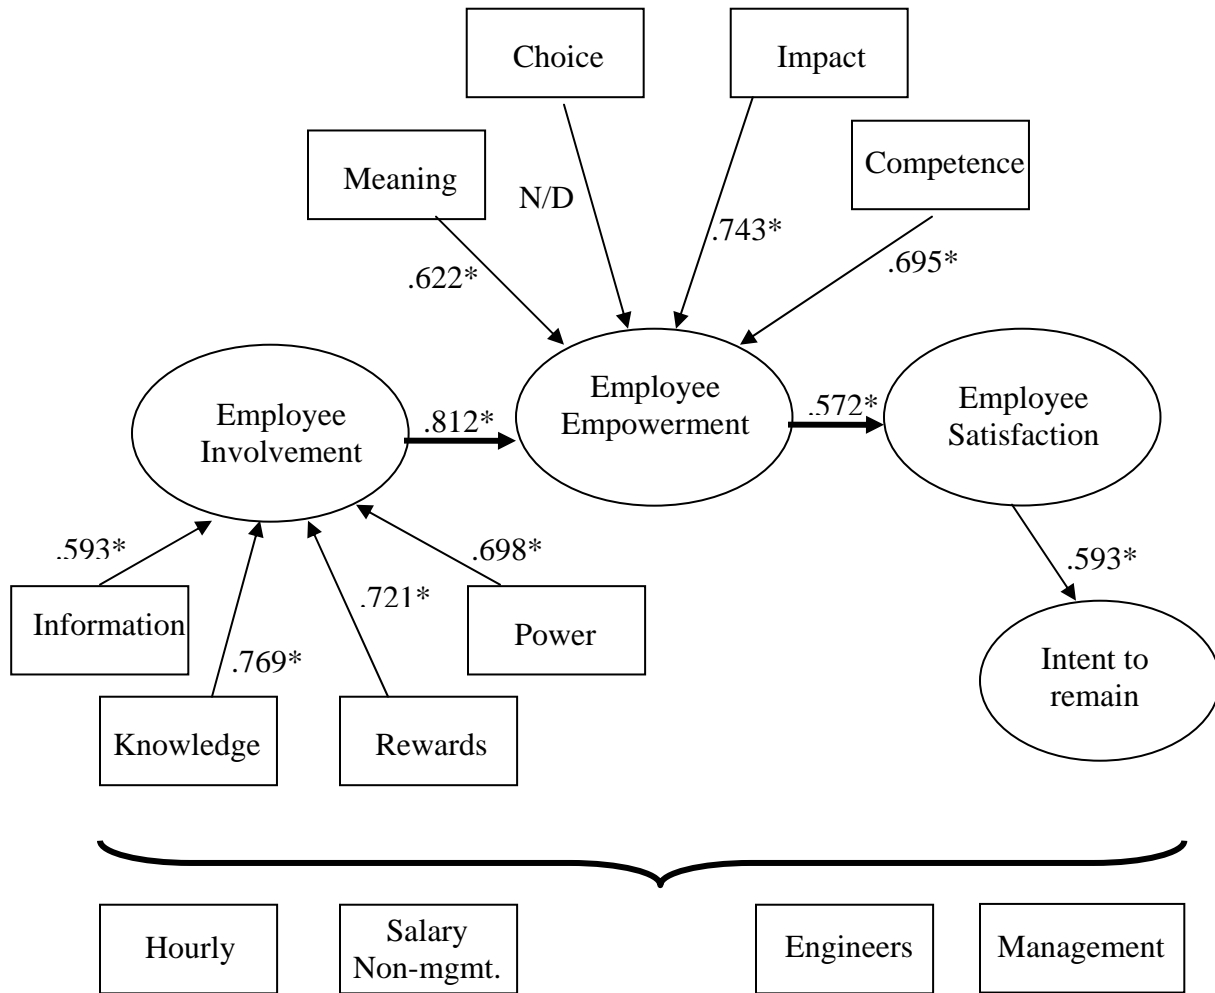 Choice
Impact
Meaning
Competence
N/D
.743*
.622*
.695*
Employee
Empowerment
Employee
Satisfaction
Employee
Involvement
.812*
.572*
.593*
.698*
.593*
.721*
Information
Power
.769*
Intent to
remain
Knowledge
Rewards
Hourly
Salary
Non-mgmt.
Engineers
Management